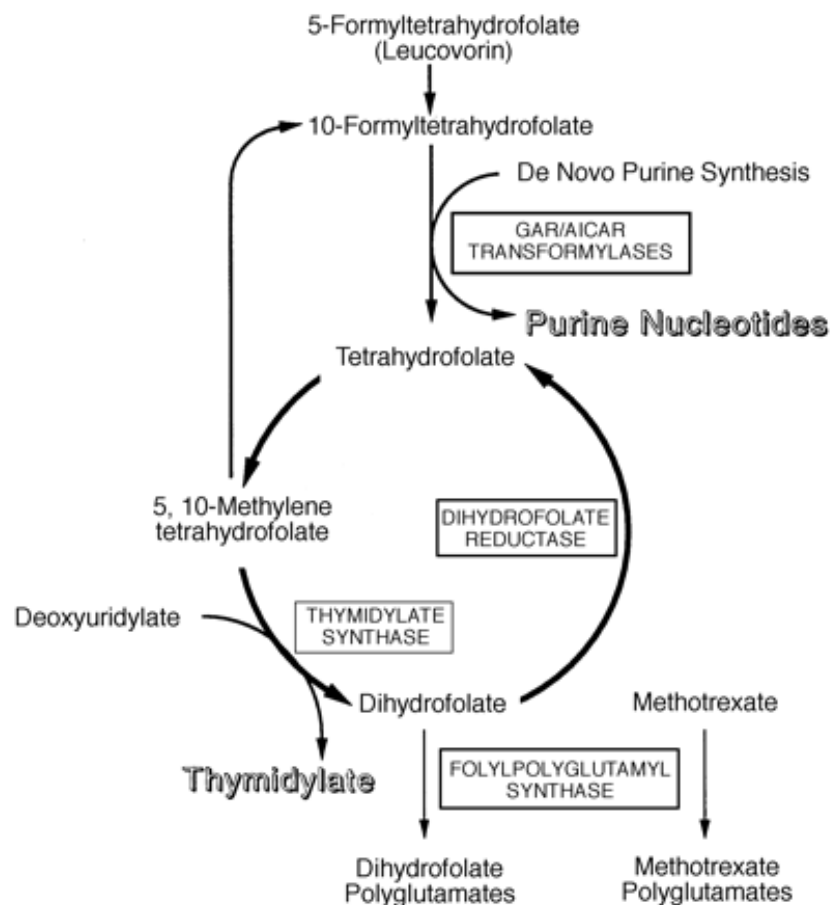 5-Formyltetrahydrofolate
(Leucovorin)
10-Formyltetrahydrofolate
De Novo Purine Synthesis
GAR/AICAR
TRANSFORMYLASES
Purine Nucleotides
Tetrahydrofolate
5, 10-Methylene
tetrahydrofolate
DIHYDROFOLATE
REDUCTASE
Deoxyuridylate
THYMIDYLATE
SYNTHASE
Dihydrofolate
Methotrexate
Thymidylate
FOLYLPOLYGLUTAMYL
SYNTHASE
Dihydrofolate
Polyglutamates
Methotrexate
Polyglutamates